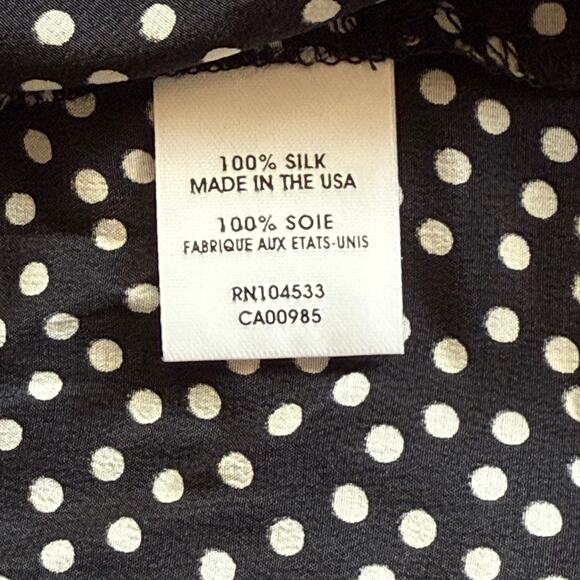 100% SILK
MADE IN THE USA
100% SOIE
FABRIQUE AUX ETATS-UNIS
RN104533
CA00985